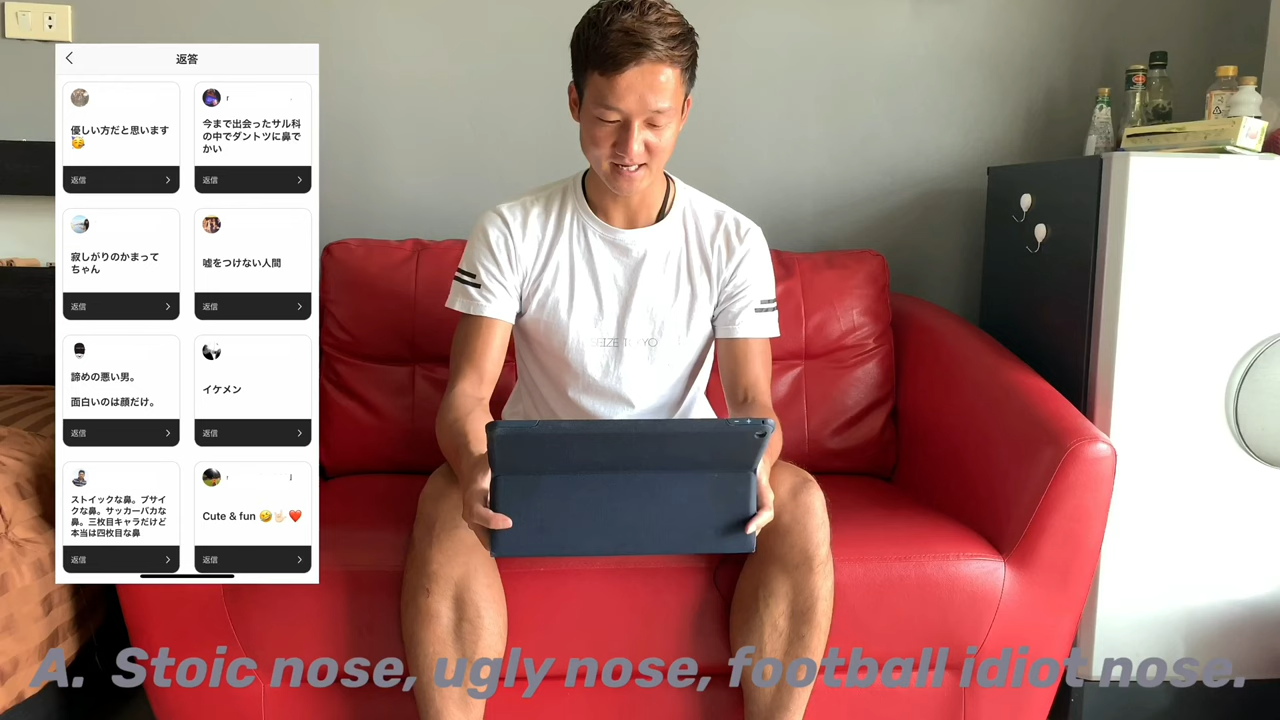 返答
優しい方だと思います
🥳
返信
今まで出会ったサル科
の中でダントツに鼻で
かい
返信
寂しがりのかまって
ちゃん
返信
嘘をつけない人間
返信
諦めの悪い男。
面白いのは顔だけ。
返信
イケメン
返信
ストイックな鼻。ブサイ
クな鼻。サッカーバカな
鼻。三枚目キャラだけど
本当は四枚目な鼻
返信
Cute & fun 🤣🤟🏻❤️
返信
A. Stoic nose, ugly nose, football idiot nose.